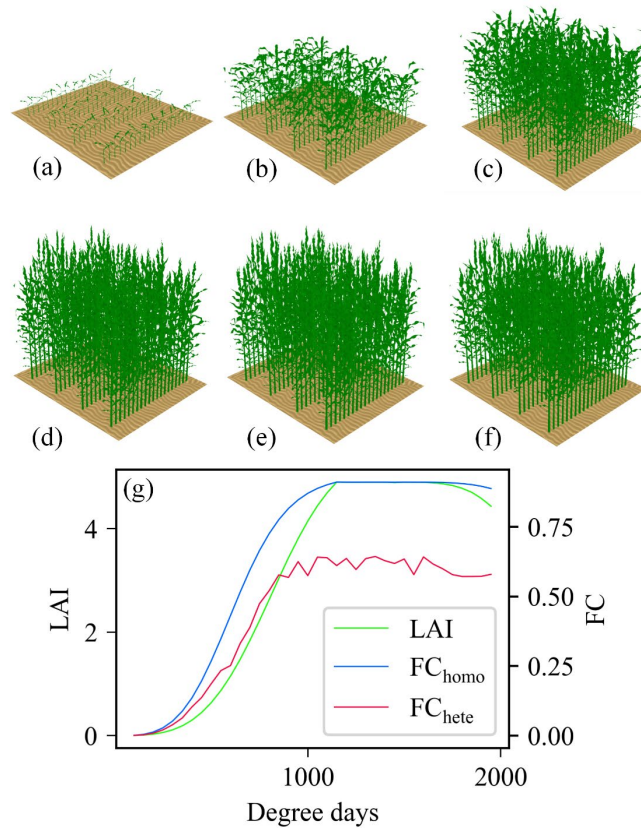 (a)
(b)
(c)
(d)
(e)
(f)
(g)
4
2
0
LAI
0.75
0.50
0.25
0.00
FC
LAI
FChomo
FChete
1000
2000
Degree days